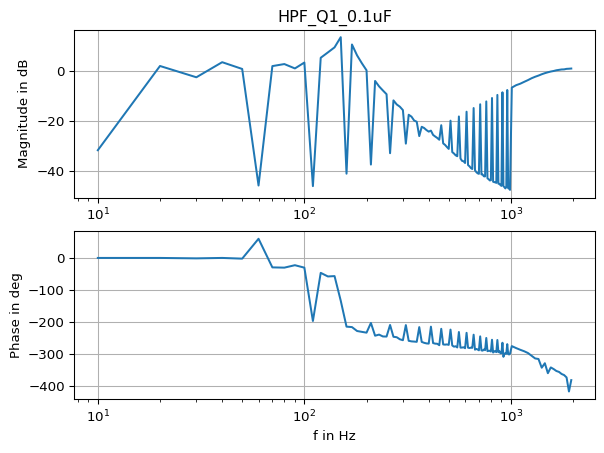 HPF_Q1_0.1uF
Magnitude in dB
0
−20
−40
10¹ 10² 10³
Phase in deg
0
−100
−200
−300
−400
10¹ 10² 10³
f in Hz